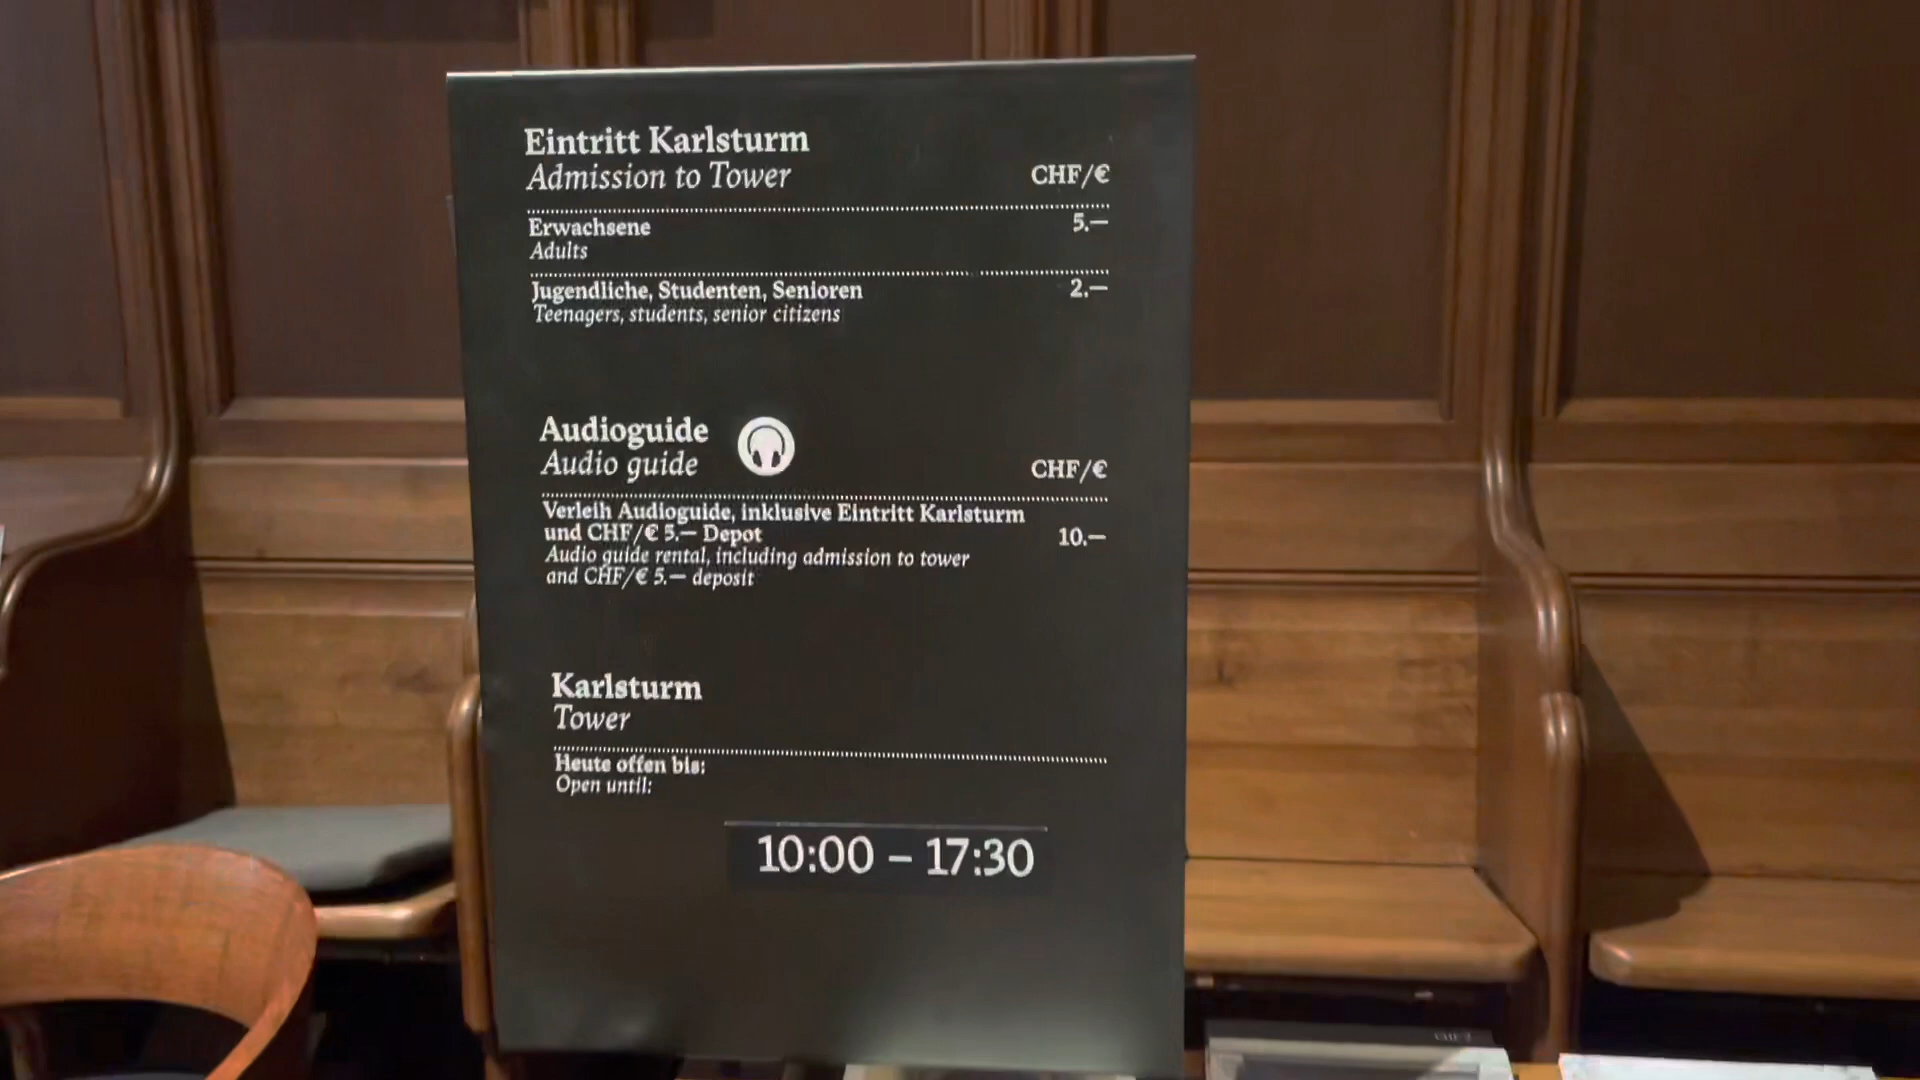 Eintritt Karlsturm
Admission to Tower CHF/€
Erwachsene 5.—
Adults
Jugendliche, Studenten, Senioren 2.—
Teenagers, students, senior citizens
Audioguide
Audio guide CHF/€
Verleih Audioguide, inklusive Eintritt Karlsturm
und CHF/€ 5.— Depot 10.—
Audio guide rental, including admission to tower
and CHF/€ 5.— deposit
Karlsturm
Tower
Heute offen bis:
Open until:
10:00 – 17:30